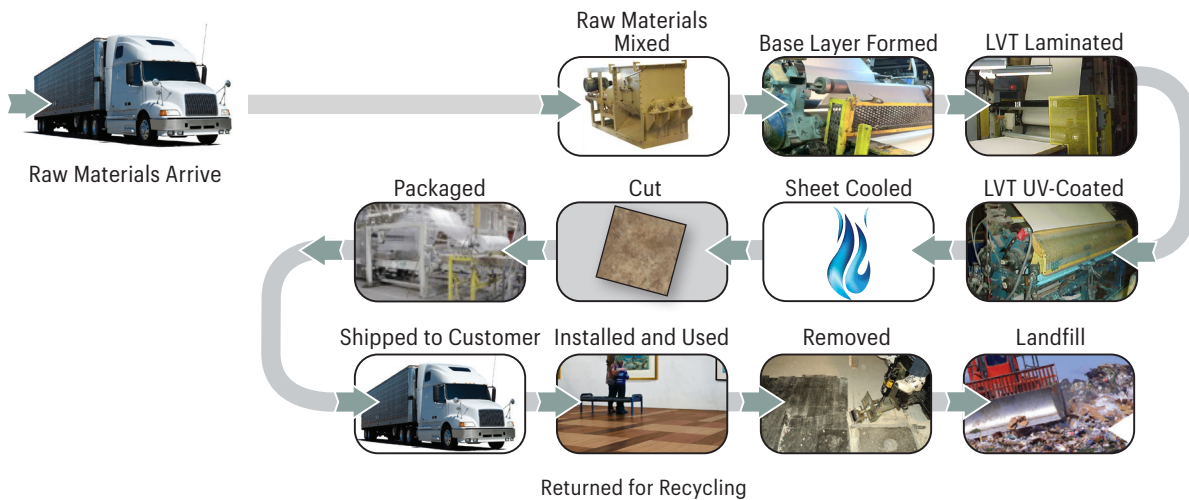 Raw Materials Arrive
Raw Materials
Mixed
Base Layer Formed
LVT Laminated
LVT UV-Coated
Sheet Cooled
Cut
Packaged
Shipped to Customer
Installed and Used
Removed
Landfill
Returned for Recycling